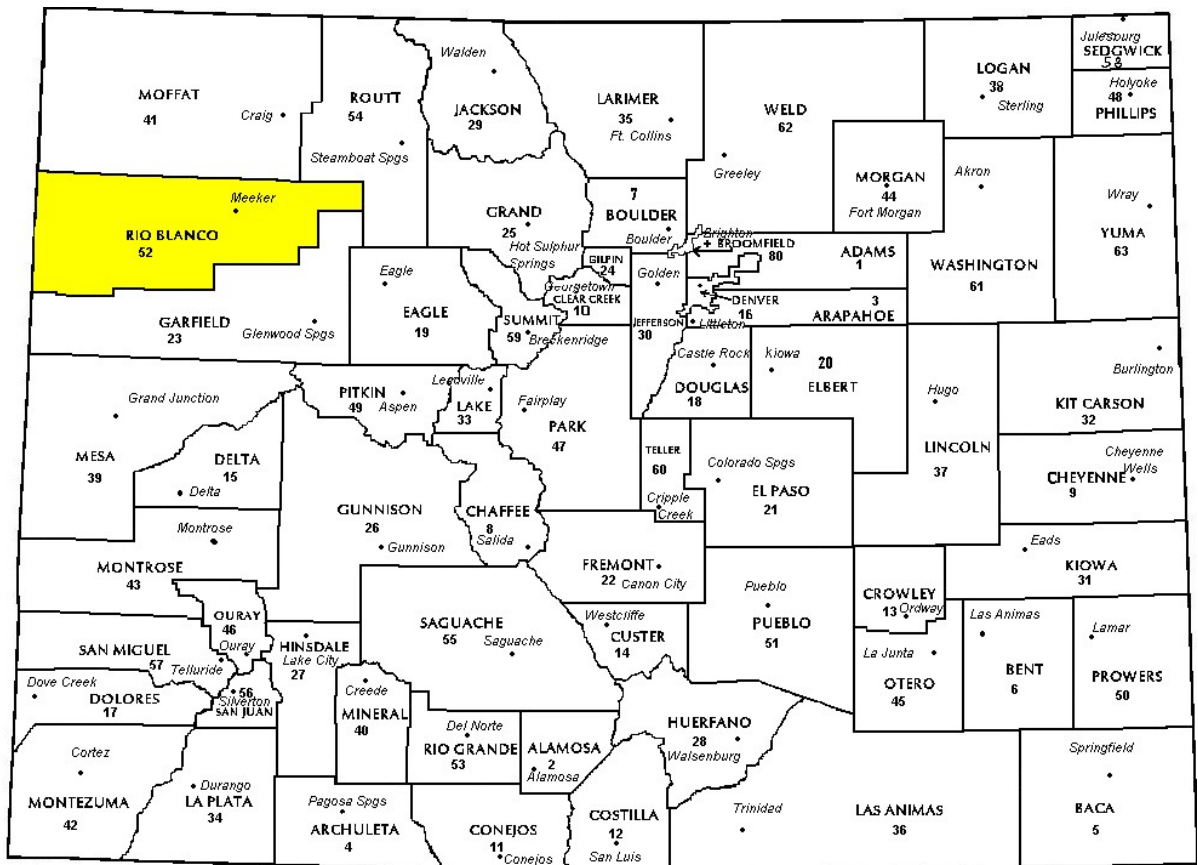 Walden
JACKSON
29
Julesburg
SEDGWICK
58
LOGAN
38
Sterling
Holyoke
48
PHILLIPS
MOFFAT
41
Craig
ROUTT
54
Steamboat Spgs
LARIMER
35
Ft. Collins
WELD
62
Greeley
MORGAN
44
Fort Morgan
Akron
WASHINGTON
61
Wray
YUMA
63
Meeker
RIO BLANCO
52
GRAND
25
Hot Sulphur
Springs
7
BOULDER
Boulder
Brighton
+ BROOMFIELD
80
ADAMS
1
GILPIN
24
Golden
Georgetown
CLEAR CREEK
10
DENVER
16
3
ARAPAHOE
Littleton
JEFFERSON
30
Eagle
EAGLE
19
SUMMIT
59
Breckenridge
GARFIELD
23
Glenwood Spgs
Castle Rock
DOUGLAS
18
kiowa
20
ELBERT
Hugo
LINCOLN
37
Burlington
KIT CARSON
32
Grand Junction
MESA
39
PITKIN
49
Aspen
Leadville
LAKE
33
Fairplay
PARK
47
DELTA
15
Delta
TELLER
60
Cripple
Creek
Colorado Spgs
EL PASO
21
Cheyenne
Wells
CHEYENNE
9
GUNNISON
26
Gunnison
CHAFFEE
8
Salida
Montrose
MONTROSE
43
FREMONT
22
Canon City
Pueblo
PUEBLO
51
CROWLEY
13
Ordway
Eads
KIOWA
31
OURAY
46
Ouray
SAN MIGUEL
57
Telluride
HINSDALE
Lake City
27
SAGUACHE
55
Saguache
Westcliffe
CUSTER
14
La Junta
OTERO
45
Las Animas
BENT
6
Lamar
PROWERS
50
Dove Creek
DOLORES
17
56
Silverton
SAN JUAN
Creede
MINERAL
40
Del Norte
RIO GRANDE
53
ALAMOSA
2
Alamosa
HUERFANO
28
Walsenburg
Cortez
MONTEZUMA
42
Durango
LA PLATA
34
Pagosa Spgs
ARCHULETA
4
CONEJOS
11
Conejos
COSTILLA
12
San Luis
Trinidad
LAS ANIMAS
36
Springfield
BACA
5